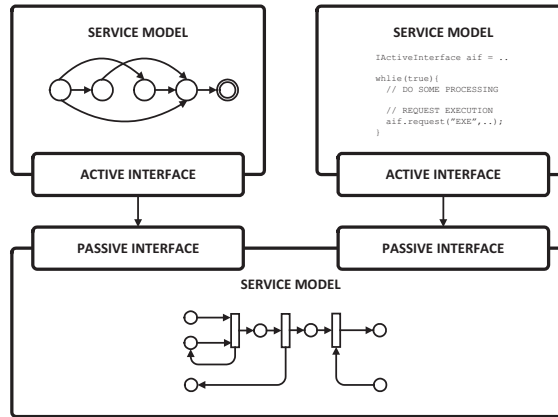 SERVICE MODEL
SERVICE MODEL
IActiveInterface aif = ..
whlie(true){
// DO SOME PROCESSING
// REQUEST EXECUTION
aif.request("EXE",..);
}
ACTIVE INTERFACE
ACTIVE INTERFACE
PASSIVE INTERFACE
PASSIVE INTERFACE
SERVICE MODEL